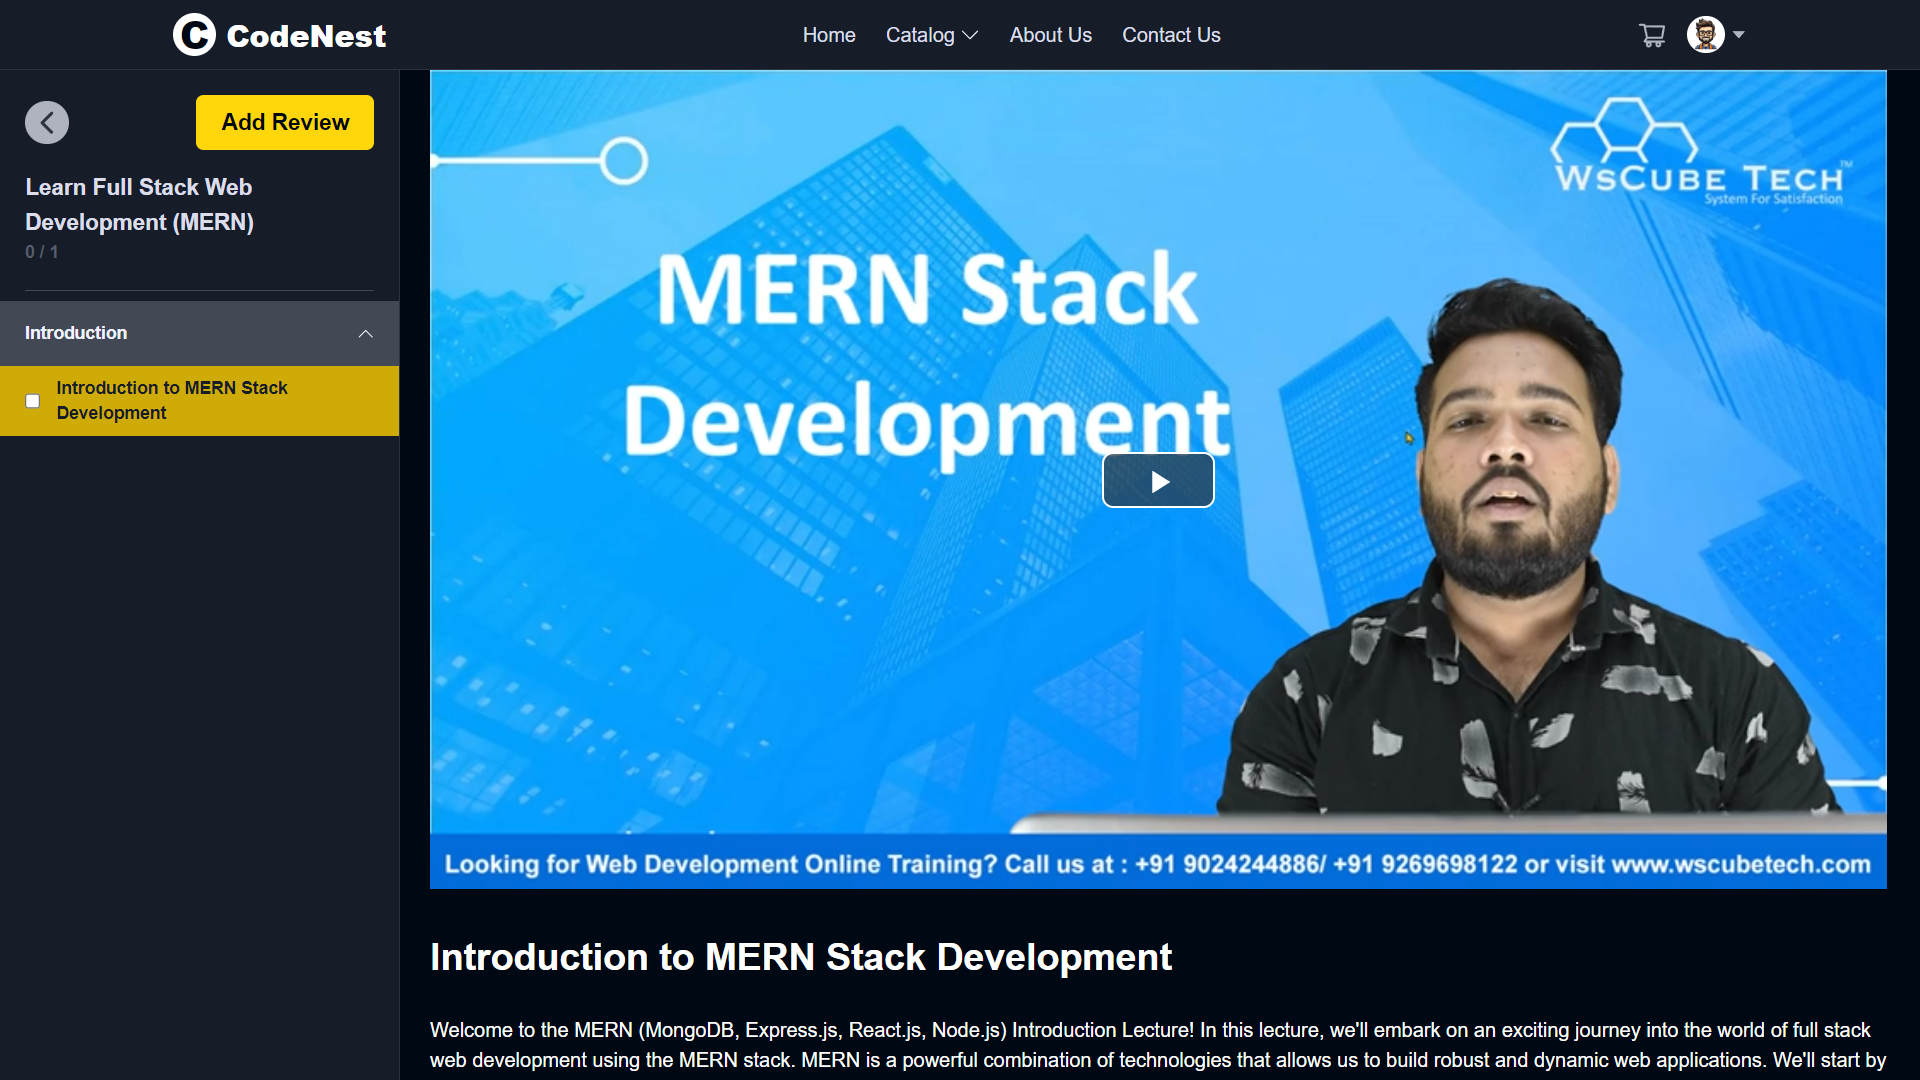 C CodeNest
Home Catalog About Us Contact Us
Add Review
Learn Full Stack Web
Development (MERN)
0 / 1
Introduction
Introduction to MERN Stack
Development
WsCube Tech™
System For Satisfaction
MERN Stack
Development
Looking for Web Development Online Training? Call us at : +91 9024244886/ +91 9269698122 or visit www.wscubetech.com
Introduction to MERN Stack Development
Welcome to the MERN (MongoDB, Express.js, React.js, Node.js) Introduction Lecture! In this lecture, we'll embark on an exciting journey into the world of full stack
web development using the MERN stack. MERN is a powerful combination of technologies that allows us to build robust and dynamic web applications. We'll start by